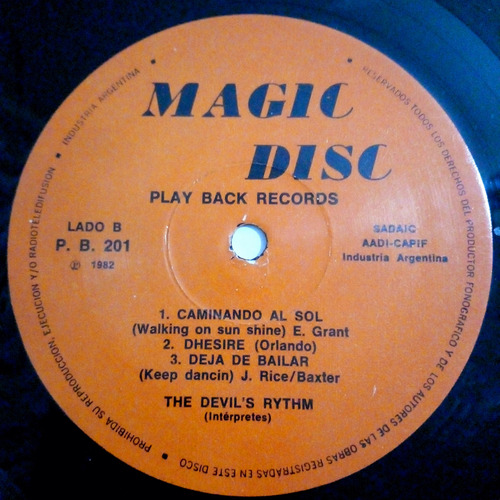 MAGIC
DISC
PLAY BACK RECORDS
LADO B
P. B. 201
℗ 1982
SADAIC
AADI-CAPIF
Industria Argentina
1. CAMINANDO AL SOL
(Walking on sun shine) E. Grant
2. DHESIRE (Orlando)
3. DEJA DE BAILAR
(Keep dancin) J. Rice/Baxter
THE DEVIL'S RYTHM
(Intérpretes)
INDUSTRIA ARGENTINA • RESERVADOS TODOS LOS DERECHOS DEL PRODUCTOR FONOGRAFICO Y DE LOS AUTORES DE LAS OBRAS REGISTRADAS EN ESTE DISCO • PROHIBIDA SU REPRODUCCION, EJECUCION Y/O RADIOTELEDIFUSION •